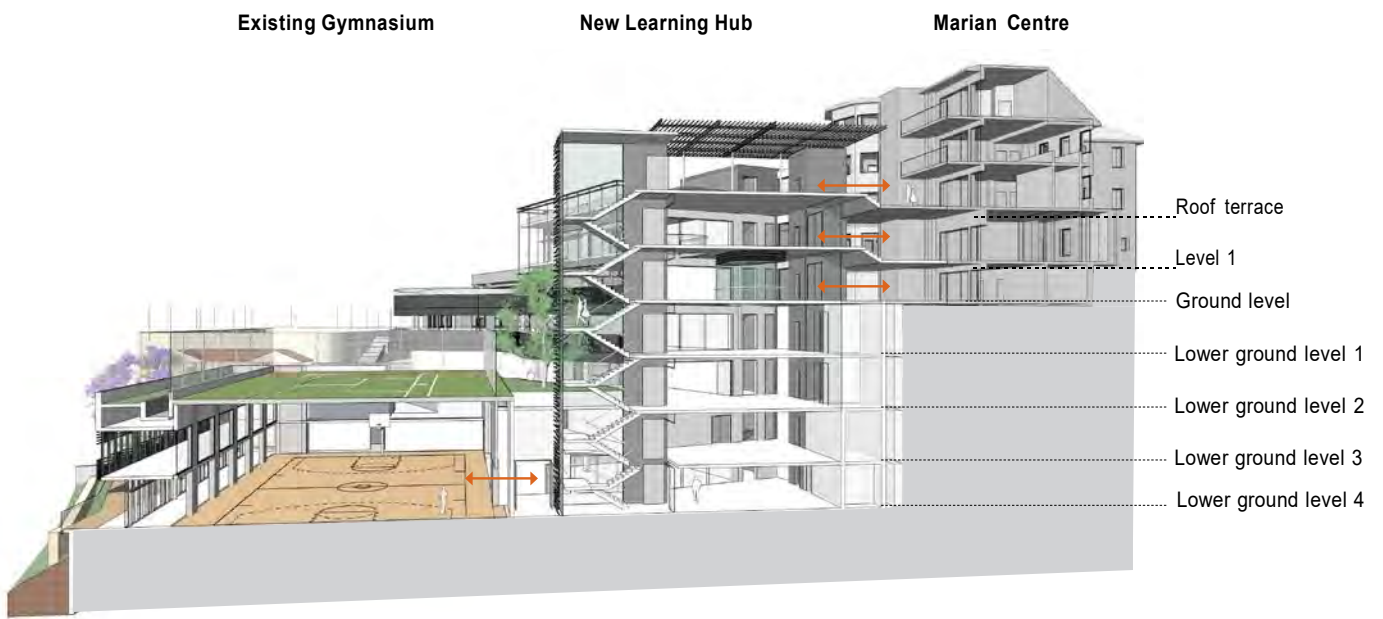 Existing Gymnasium
New Learning Hub
Marian Centre
Roof terrace
Level 1
Ground level
Lower ground level 1
Lower ground level 2
Lower ground level 3
Lower ground level 4